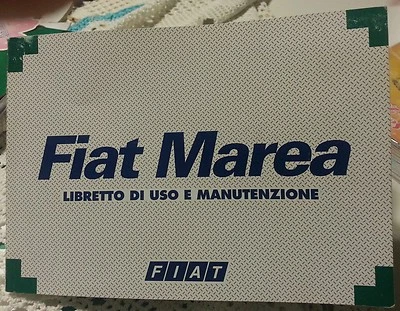 Fiat Marea
LIBRETTO DI USO E MANUTENZIONE
FIAT